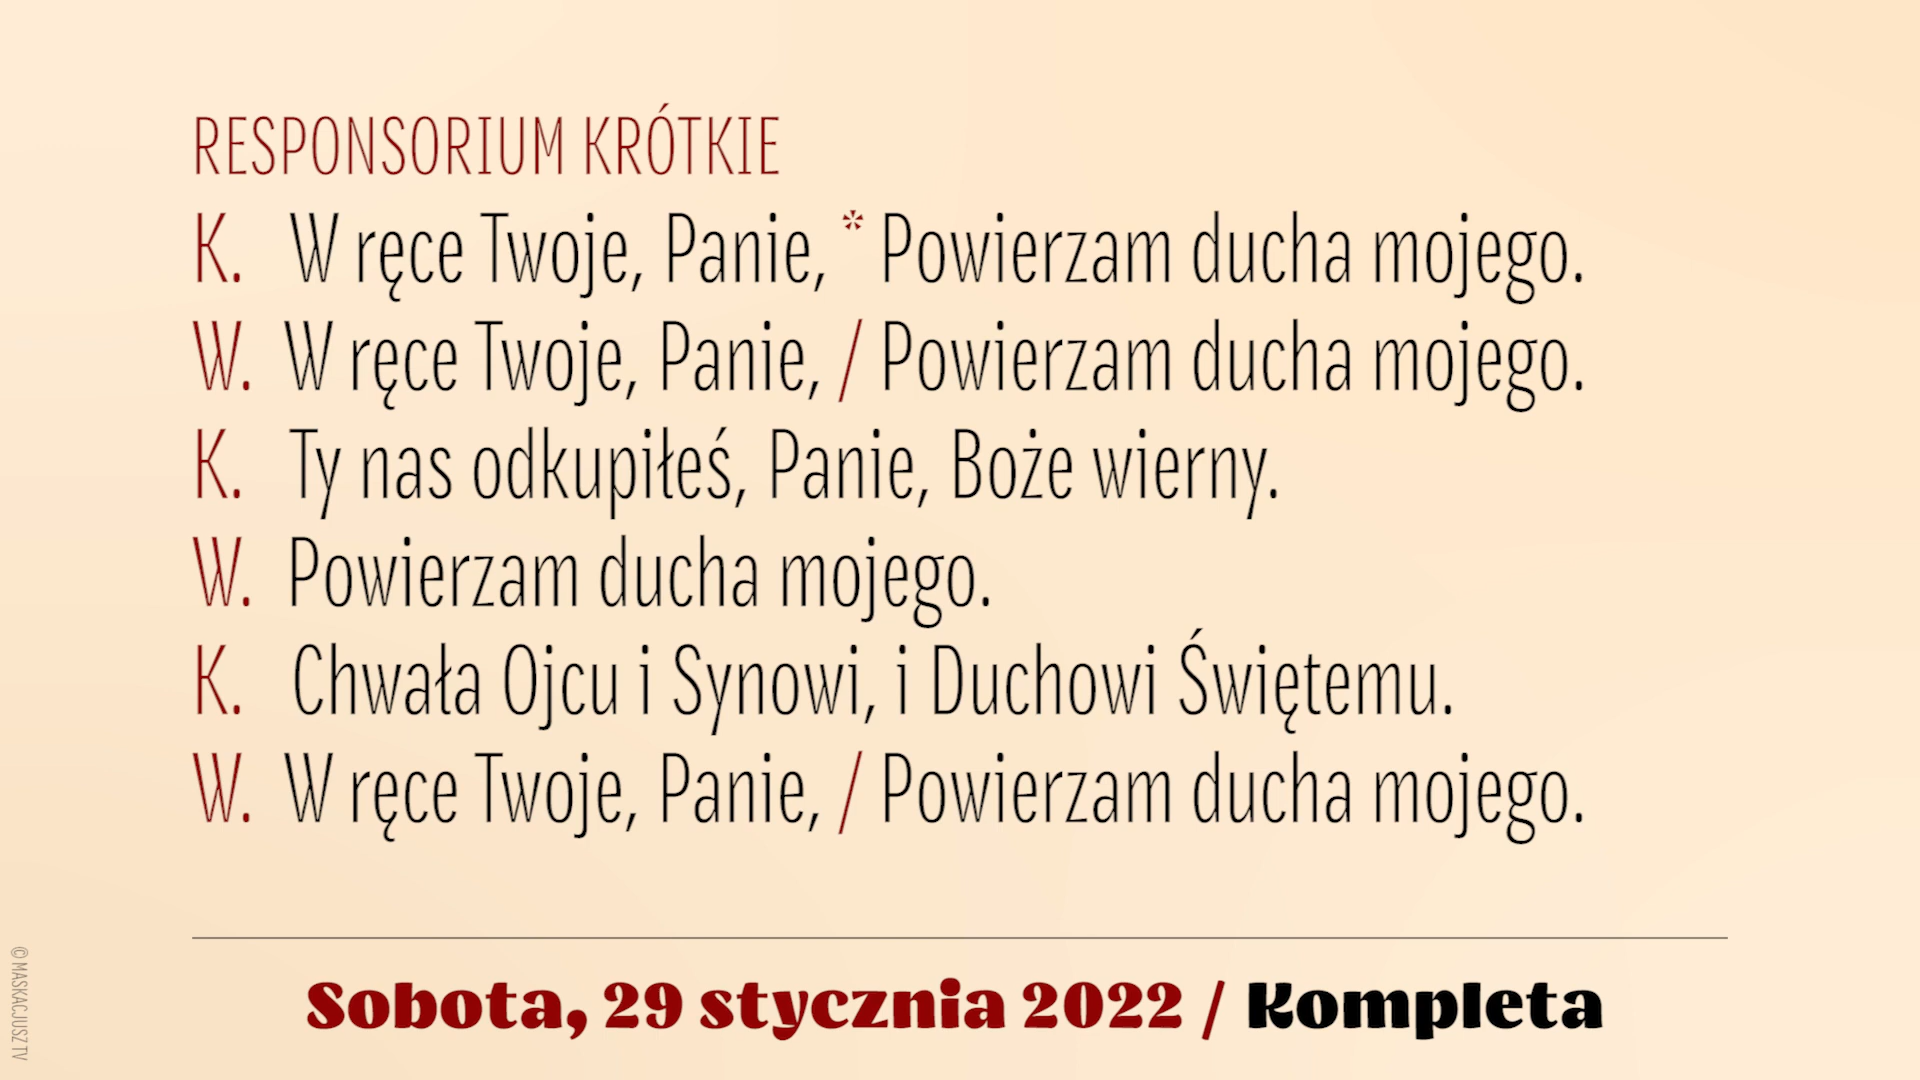 RESPONSORIUM KRÓTKIE
K. W ręce Twoje, Panie, * Powierzam ducha mojego.
W. W ręce Twoje, Panie, / Powierzam ducha mojego.
K. Ty nas odkupiłeś, Panie, Boże wierny.
W. Powierzam ducha mojego.
K. Chwała Ojcu i Synowi, i Duchowi Świętemu.
W. W ręce Twoje, Panie, / Powierzam ducha mojego.
Sobota, 29 stycznia 2022 / Kompleta
© MASKACJUSZ TV